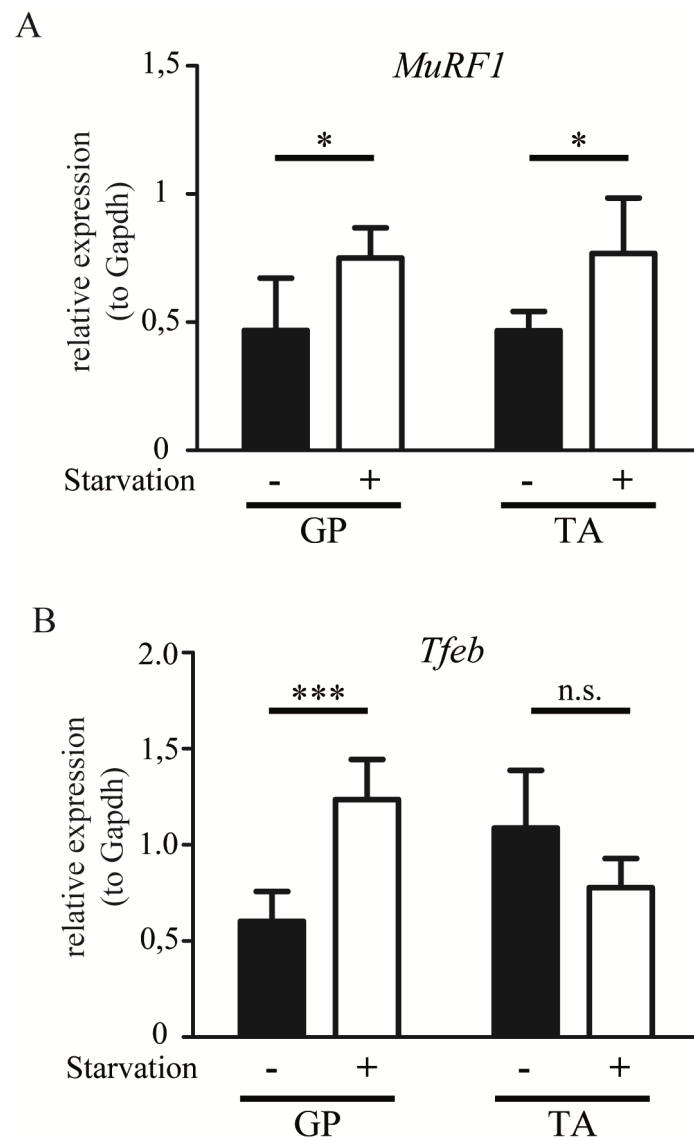 A
MuRF1
1,5
1
0,5
0
relative expression
(to Gapdh)
*
*
Starvation - + - +
GP TA
B
Tfeb
2.0
1,5
1.0
0,5
0
relative expression
(to Gapdh)
***
n.s.
Starvation - + - +
GP TA